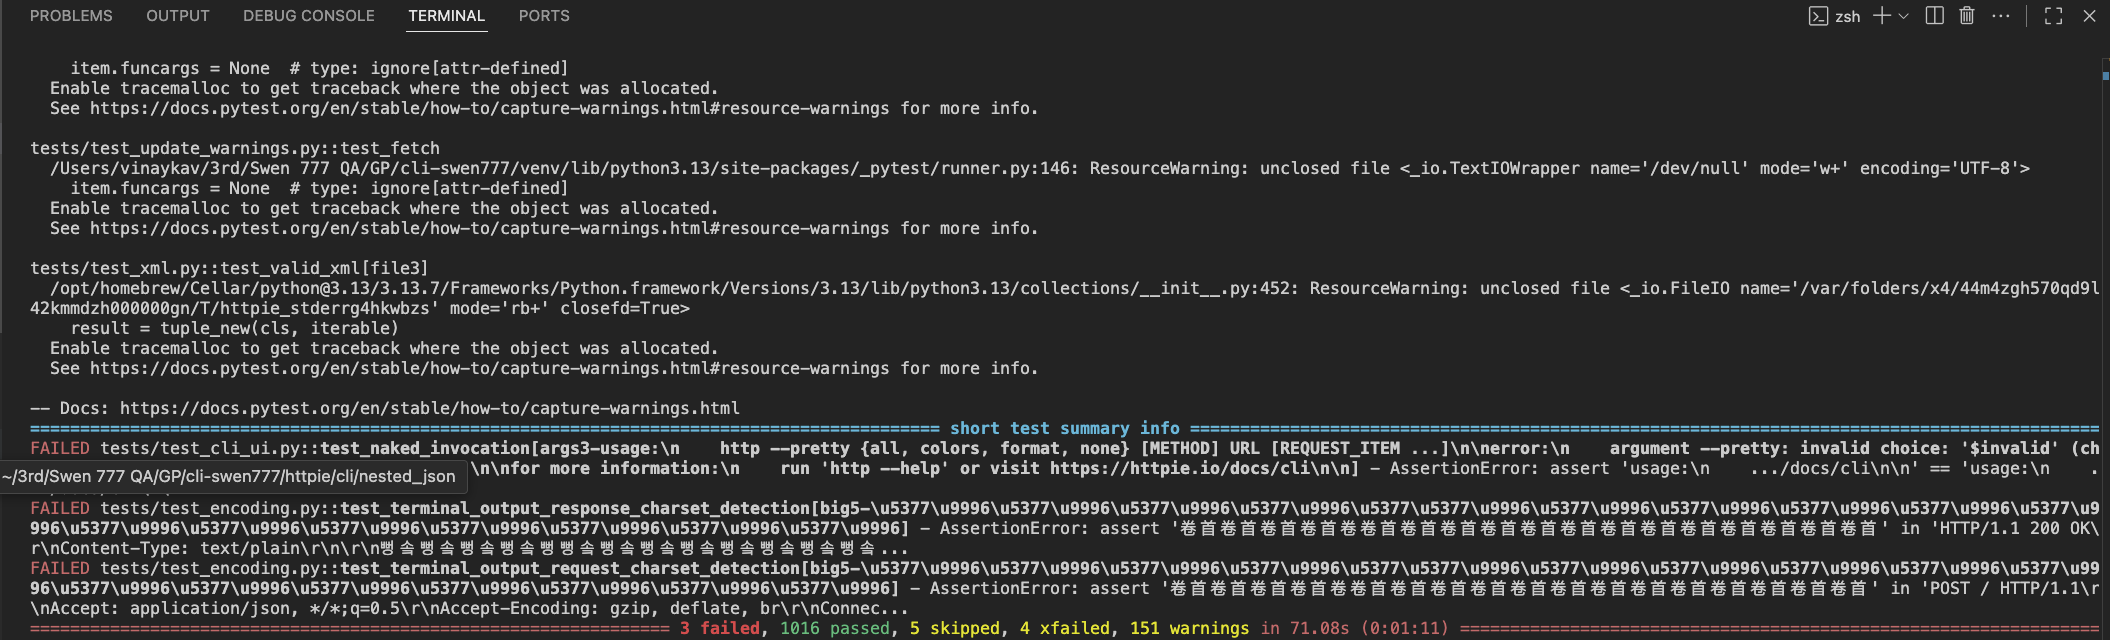 PROBLEMS OUTPUT DEBUG CONSOLE TERMINAL PORTS zsh
item.funcargs = None  # type: ignore[attr-defined]
Enable tracemalloc to get traceback where the object was allocated.
See https://docs.pytest.org/en/stable/how-to/capture-warnings.html#resource-warnings for more info.
tests/test_update_warnings.py::test_fetch
/Users/vinaykav/3rd/Swen 777 QA/GP/cli-swen777/venv/lib/python3.13/site-packages/_pytest/runner.py:146: ResourceWarning: unclosed file <_io.TextIOWrapper name='/dev/null' mode='w+' encoding='UTF-8'>
item.funcargs = None  # type: ignore[attr-defined]
Enable tracemalloc to get traceback where the object was allocated.
See https://docs.pytest.org/en/stable/how-to/capture-warnings.html#resource-warnings for more info.
tests/test_xml.py::test_valid_xml[file3]
/opt/homebrew/Cellar/python@3.13/3.13.7/Frameworks/Python.framework/Versions/3.13/lib/python3.13/collections/__init__.py:452: ResourceWarning: unclosed file <_io.FileIO name='/var/folders/x4/44m4zgh570qd9l
42kmmdzh000000gn/T/httpie_stderrg4hkwbzs' mode='rb+' closefd=True>
result = tuple_new(cls, iterable)
Enable tracemalloc to get traceback where the object was allocated.
See https://docs.pytest.org/en/stable/how-to/capture-warnings.html#resource-warnings for more info.
-- Docs: https://docs.pytest.org/en/stable/how-to/capture-warnings.html
short test summary info
FAILED tests/test_cli_ui.py::test_naked_invocation[args3-usage:\n    http --pretty {all, colors, format, none} [METHOD] URL [REQUEST_ITEM ...]\n\nerror:\n    argument --pretty: invalid choice: '$invalid' (ch
\n\nfor more information:\n    run 'http --help' or visit https://httpie.io/docs/cli\n\n] - AssertionError: assert 'usage:\n    .../docs/cli\n\n' == 'usage:\n    .
~/3rd/Swen 777 QA/GP/cli-swen777/httpie/cli/nested_json
FAILED tests/test_encoding.py::test_terminal_output_response_charset_detection[big5-\u5377\u9996\u5377\u9996\u5377\u9996\u5377\u9996\u5377\u9996\u5377\u9996\u5377\u9996\u5377\u9996\u5377\u9996\u5377\u9
996\u5377\u9996\u5377\u9996\u5377\u9996\u5377\u9996\u5377\u9996\u5377\u9996\u5377\u9996\u5377\u9996] - AssertionError: assert '卷首卷首卷首卷首卷首卷首卷首卷首卷首卷首卷首卷首卷首卷首卷首卷首卷首卷首' in 'HTTP/1.1 200 OK\
r\nContent-Type: text/plain\r\n\r\n
FAILED tests/test_encoding.py::test_terminal_output_request_charset_detection[big5-\u5377\u9996\u5377\u9996\u5377\u9996\u5377\u9996\u5377\u9996\u5377\u9996\u5377\u9996\u5377\u9996\u5377\u9996\u5377\u99
96\u5377\u9996\u5377\u9996\u5377\u9996\u5377\u9996\u5377\u9996\u5377\u9996\u5377\u9996\u5377\u9996] - AssertionError: assert '卷首卷首卷首卷首卷首卷首卷首卷首卷首卷首卷首卷首卷首卷首卷首卷首卷首卷首' in 'POST / HTTP/1.1\r
\nAccept: application/json, */*;q=0.5\r\nAccept-Encoding: gzip, deflate, br\r\nConnec...
3 failed, 1016 passed, 5 skipped, 4 xfailed, 151 warnings in 71.08s (0:01:11)